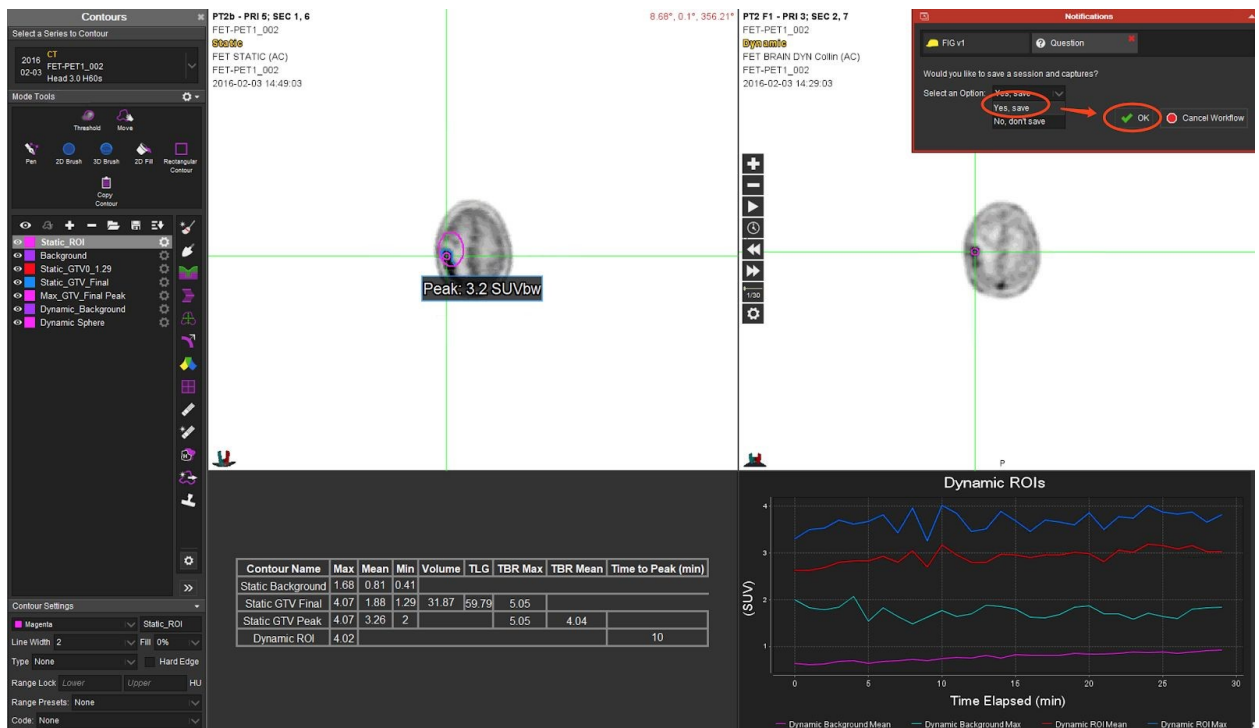 Contours
Select a Series to Contour
2016
02-03
CT
FET-PET1_002
Head 3.0 H60s
Mode Tools
Threshold Move
Pen 2D Brush 3D Brush 2D Fill Rectangular Contour
Copy Contour
Static_ROI
Background
Static_GTV0_1.29
Static_GTV_Final
Max_GTV_Final Peak
Dynamic_Background
Dynamic Sphere
Contour Settings
Magenta Static_ROI
Line Width 2 Fill 0%
Type None Hard Edge
Range Lock Lower Upper HU
Range Presets: None
Code: None
PT2b - PRI 5; SEC 1, 6
FET-PET1_002
Static
FET STATIC (AC)
FET-PET1_002
2016-02-03 14:49:03
8.68°, 0.1°, 356.21°
Peak: 3.2 SUVbw
PT2 F1 - PRI 3; SEC 2, 7
FET-PET1_002
Dynamic
FET BRAIN DYN Collin (AC)
FET-PET1_002
2016-02-03 14:29:03
1/30
P
Notifications
FIG v1 Question
Would you like to save a session and captures?
Select an Option: Yes, save
Yes, save
No, don't save
OK Cancel Workflow
Contour Name Max Mean Min Volume TLG TBR Max TBR Mean Time to Peak (min)
Static Background 1.68 0.81 0.41
Static GTV Final 4.07 1.88 1.29 31.87 59.79 5.05
Static GTV Peak 4.07 3.26 2 5.05 4.04
Dynamic ROI 4.02 10
Dynamic ROIs
(SUV)
4
3
2
1
0 5 10 15 20 25 30
Time Elapsed (min)
Dynamic Background Mean Dynamic Background Max Dynamic ROI Mean Dynamic ROI Max